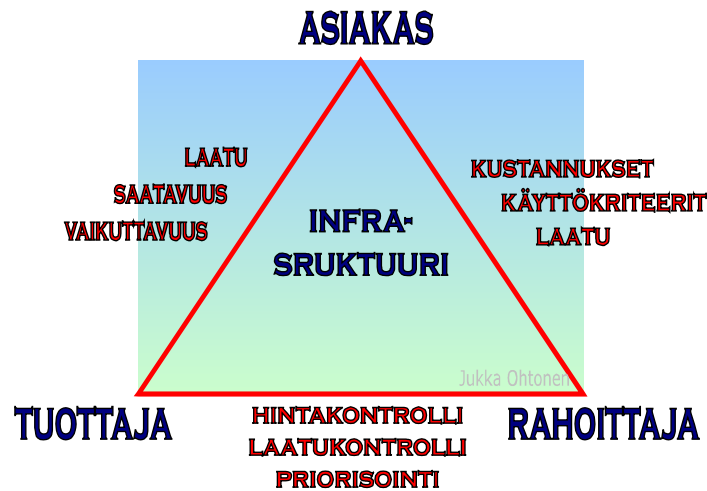 ASIAKAS
LAATU
SAATAVUUS
VAIKUTTAVUUS
KUSTANNUKSET
KÄYTTÖKRITEERIT
LAATU
INFRA-
SRUKTUURI
Jukka Ohtonen
TUOTTAJA
HINTAKONTROLLI
LAATUKONTROLLI
PRIORISOINTI
RAHOITTAJA